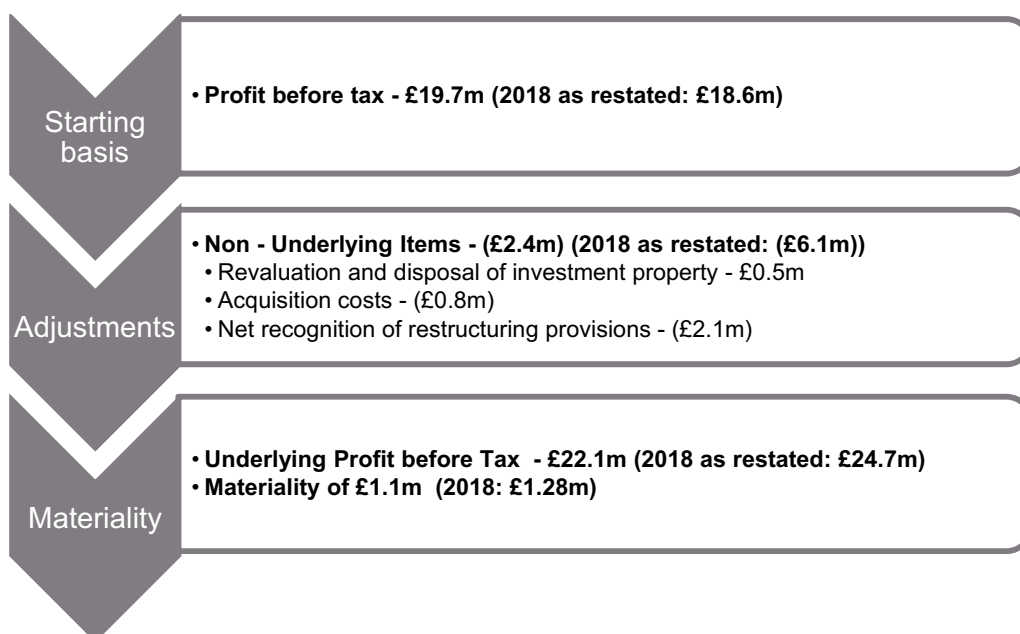 Starting
basis
• Profit before tax - £19.7m (2018 as restated: £18.6m)
Adjustments
• Non - Underlying Items - (£2.4m) (2018 as restated: (£6.1m))
• Revaluation and disposal of investment property - £0.5m
• Acquisition costs - (£0.8m)
• Net recognition of restructuring provisions - (£2.1m)
Materiality
• Underlying Profit before Tax - £22.1m (2018 as restated: £24.7m)
• Materiality of £1.1m (2018: £1.28m)